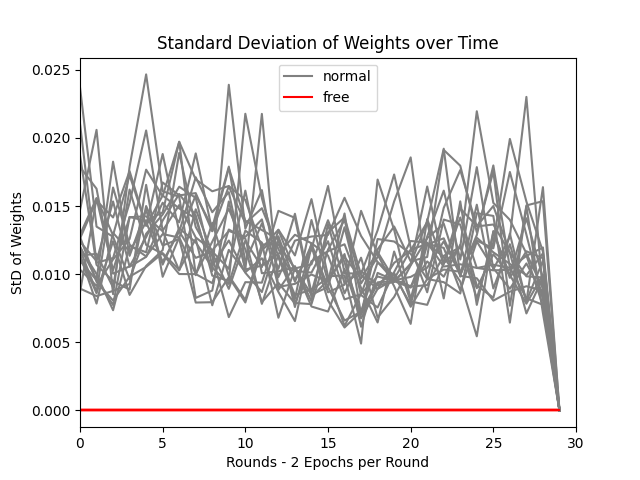 Standard Deviation of Weights over Time
normal
free
StD of Weights
0.025
0.020
0.015
0.010
0.005
0.000
0 5 10 15 20 25 30
Rounds - 2 Epochs per Round